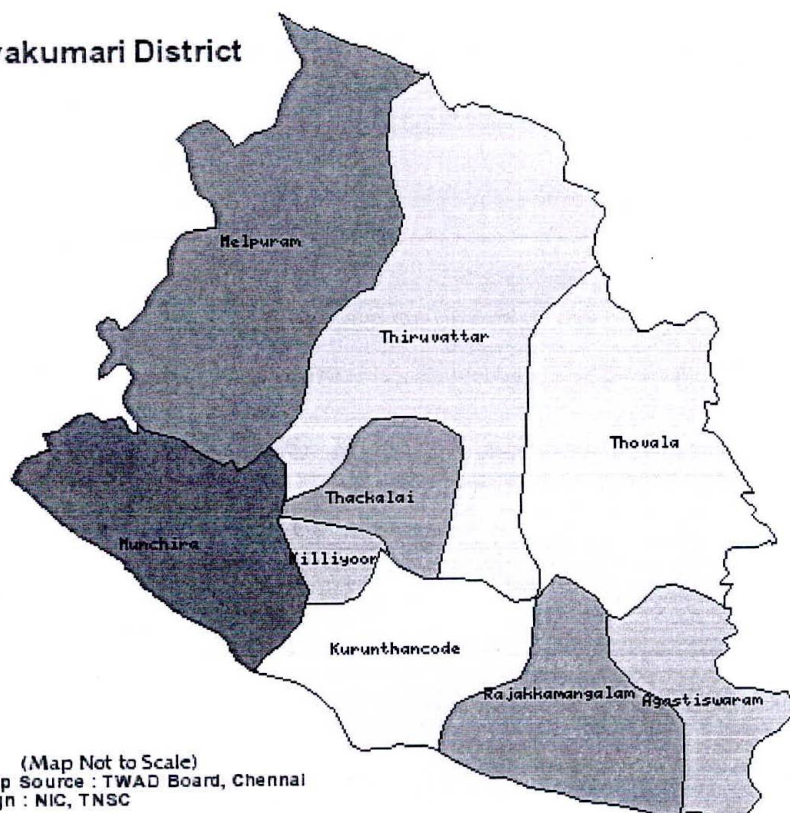 yakumari District
Melpuram
Thiruvattar
Thovala
Thackalai
Munchira
Killiyoor
Kurunthancode
Rajakkamangalam
Agastiswaram
(Map Not to Scale)
p Source : TWAD Board, Chennai
gn : NIC, TNSC